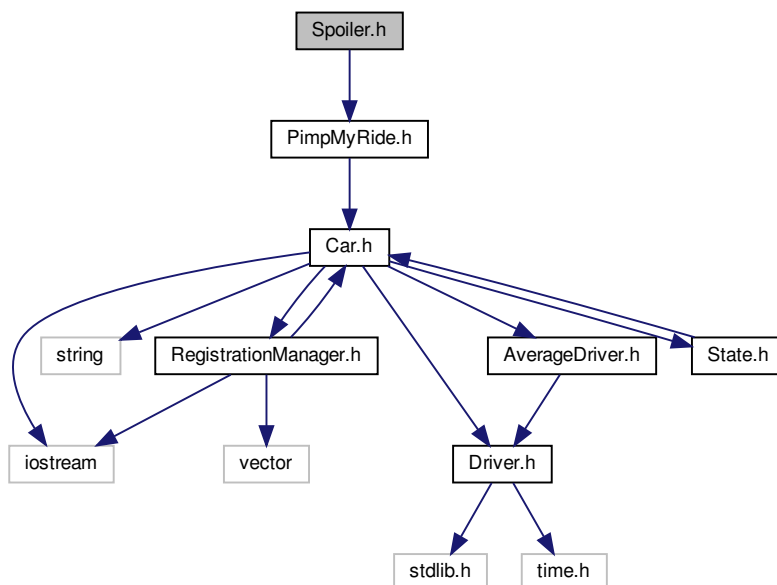 Spoiler.h
PimpMyRide.h
Car.h
string
RegistrationManager.h
AverageDriver.h
State.h
iostream
vector
Driver.h
stdlib.h
time.h